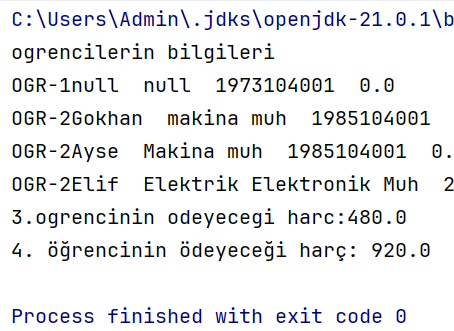 C:\Users\Admin\.jdks\openjdk-21.0.1\b
ogrencilerin bilgileri
OGR-1null  null  1973104001  0.0
OGR-2Gokhan  makina muh  1985104001
OGR-2Ayse  Makina muh  1985104001  0.
OGR-2Elif  Elektrik Elektronik Muh  2
3.ogrencinin odeyecegi harc:480.0
4. öğrencinin ödeyeceği harç: 920.0
Process finished with exit code 0